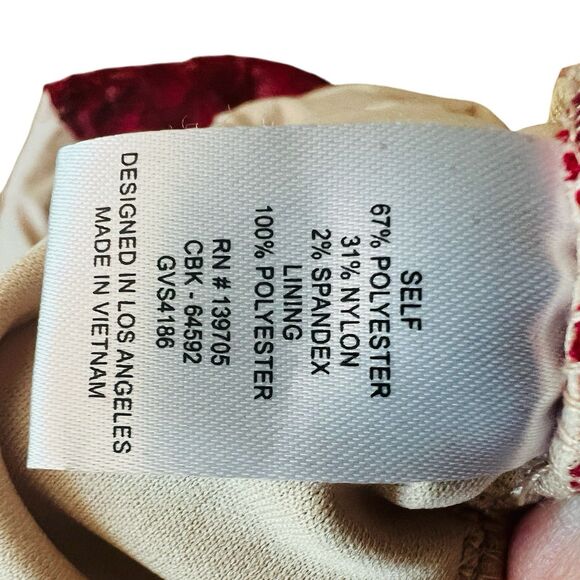 SELF
67% POLYESTER
31% NYLON
2% SPANDEX
LINING
100% POLYESTER
RN # 139705
CBK - 64592
GVS4186
DESIGNED IN LOS ANGELES
MADE IN VIETNAM